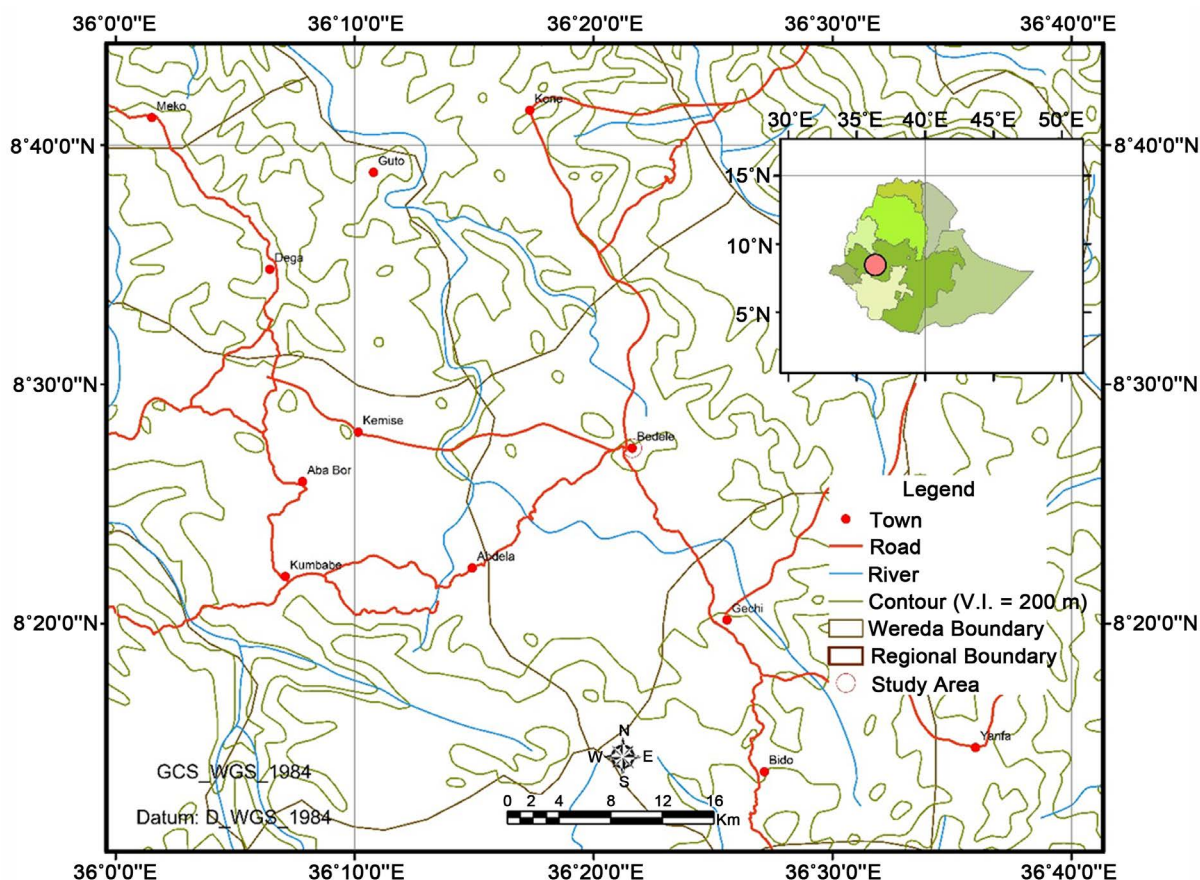 36°0'0"E 36°10'0"E 36°20'0"E 36°30'0"E 36°40'0"E
Meko
Kone
30°E 35°E 40°E 45°E 50°E
8°40'0"N
8°40'0"N
Guto
15°N
Dega
10°N
5°N
8°30'0"N
8°30'0"N
Kemise
Bedele
Aba Bor
Legend
Town
Road
Abdela
Kumbabe
River
Contour (V.I. = 200 m)
Gechi
8°20'0"N
8°20'0"N
Wereda Boundary
Regional Boundary
Study Area
N
W E
S
Yanfa
Bido
GCS_WGS_1984
0 2 4 8 12 16
Km
Datum: D_WGS_1984
36°0'0"E 36°10'0"E 36°20'0"E 36°30'0"E 36°40'0"E